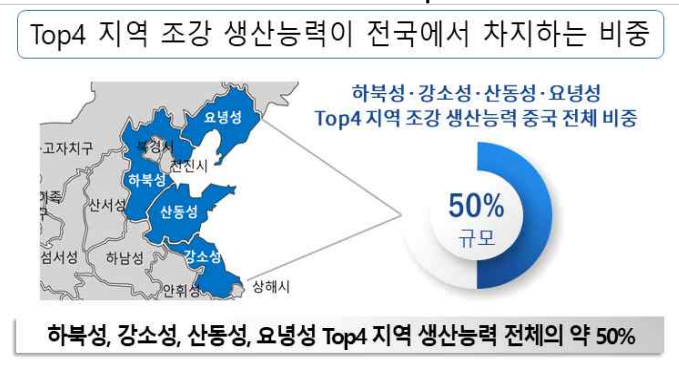 Top4 지역 조강 생산능력이 전국에서 차지하는 비중
하북성·강소성·산동성·요녕성
Top4 지역 조강 생산능력 중국 전체 비중
요녕성
고자치구
북경시
천진시
하북성
산서성
산동성
섬서성
하남성
강소성
안휘성
상해시
50%
규모
하북성, 강소성, 산동성, 요녕성 Top4 지역 생산능력 전체의 약 50%